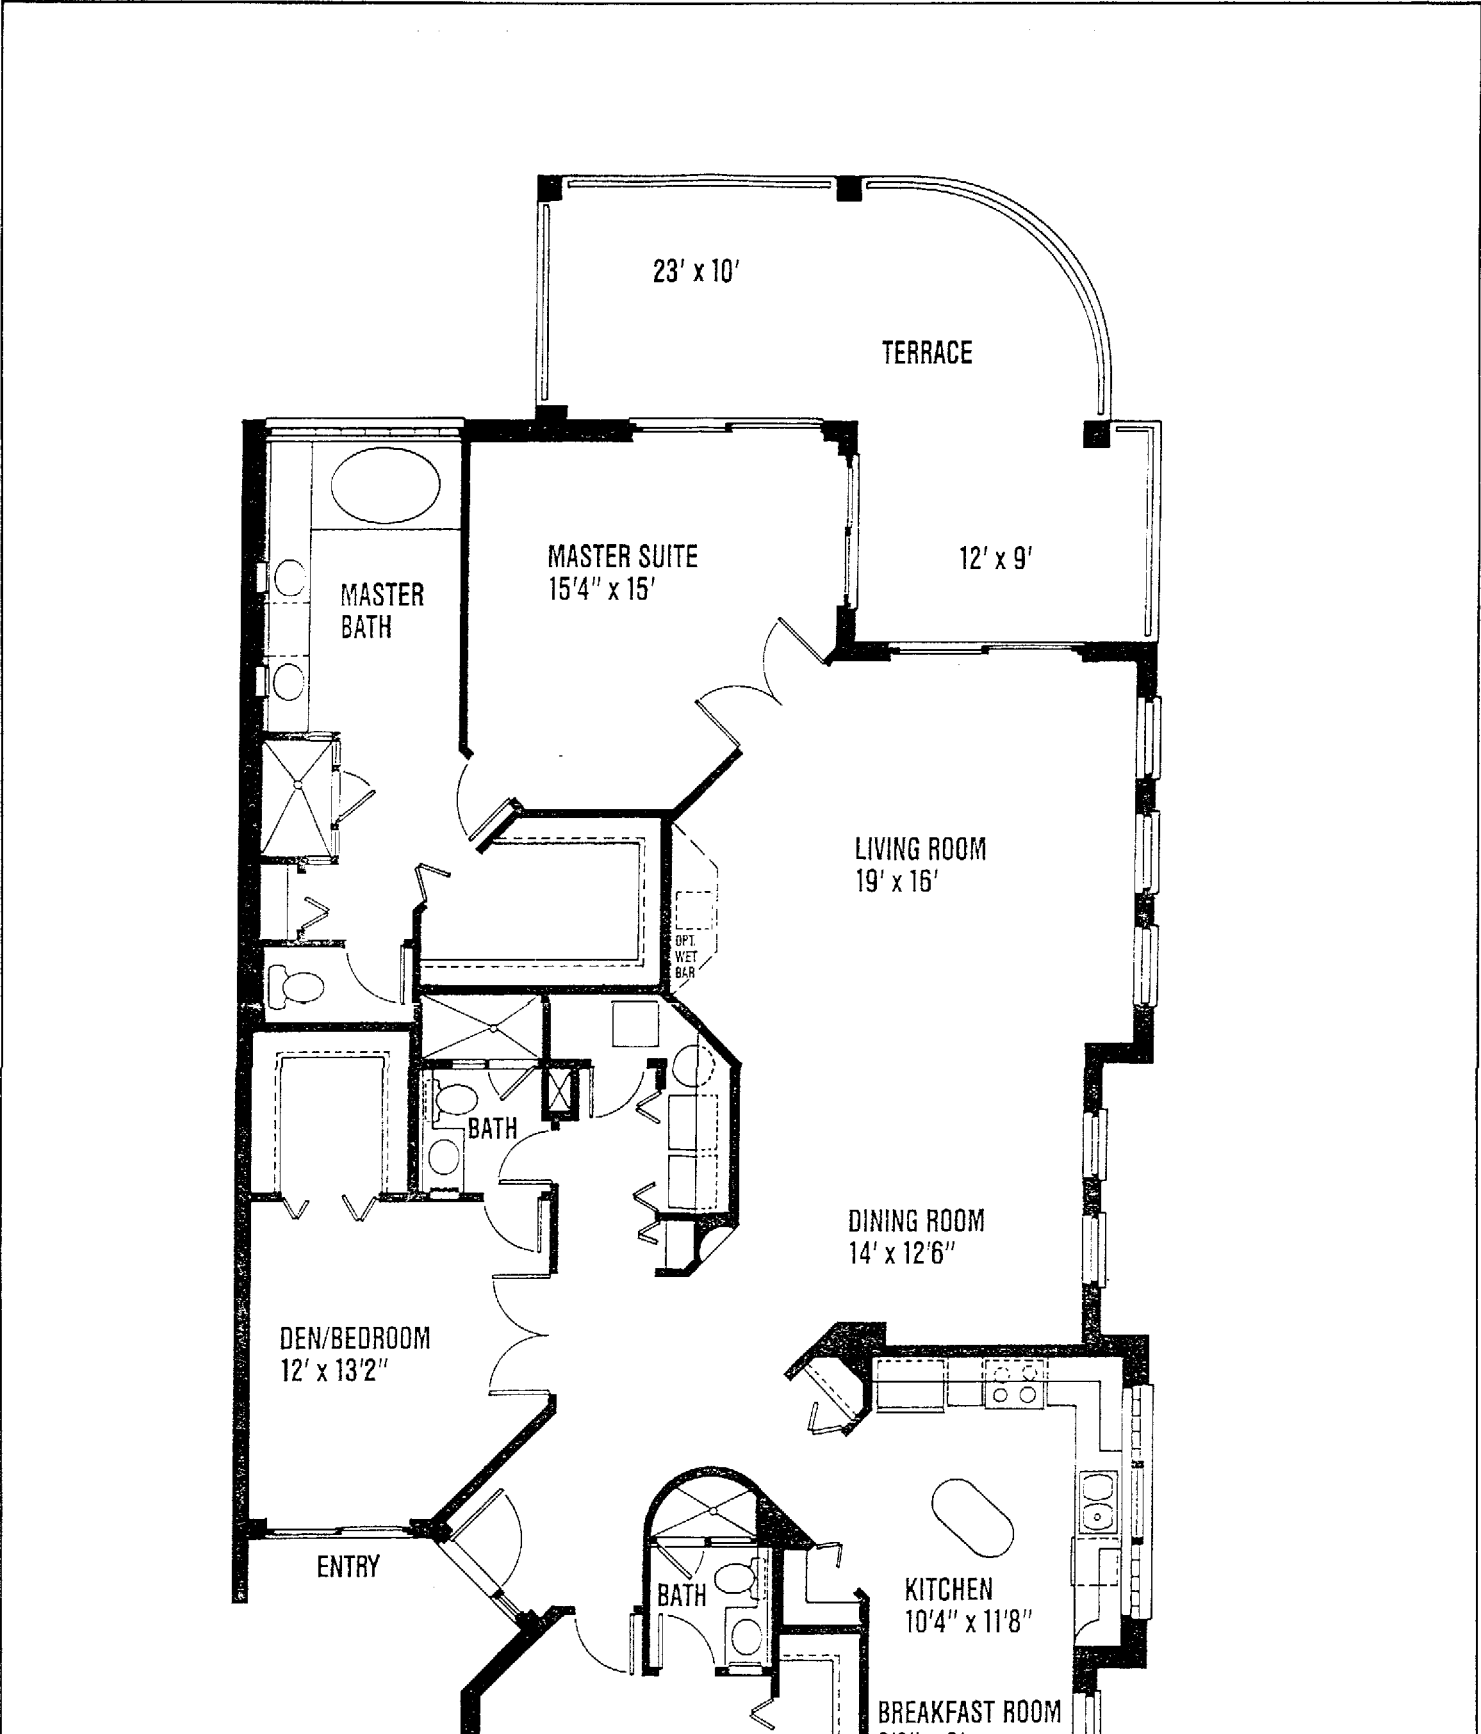 23' x 10'
TERRACE
MASTER SUITE
15'4" x 15'
12' x 9'
MASTER
BATH
LIVING ROOM
19' x 16'
OPT.
WET
BAR
BATH
DINING ROOM
14' x 12'6"
DEN/BEDROOM
12' x 13'2"
ENTRY
BATH
KITCHEN
10'4" x 11'8"
BREAKFAST ROOM